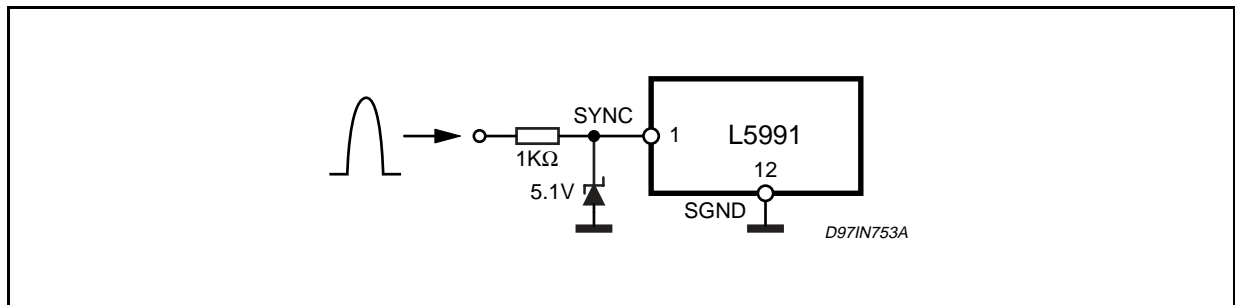 SYNC
1
L5991
1KΩ
12
5.1V
SGND
D97IN753A